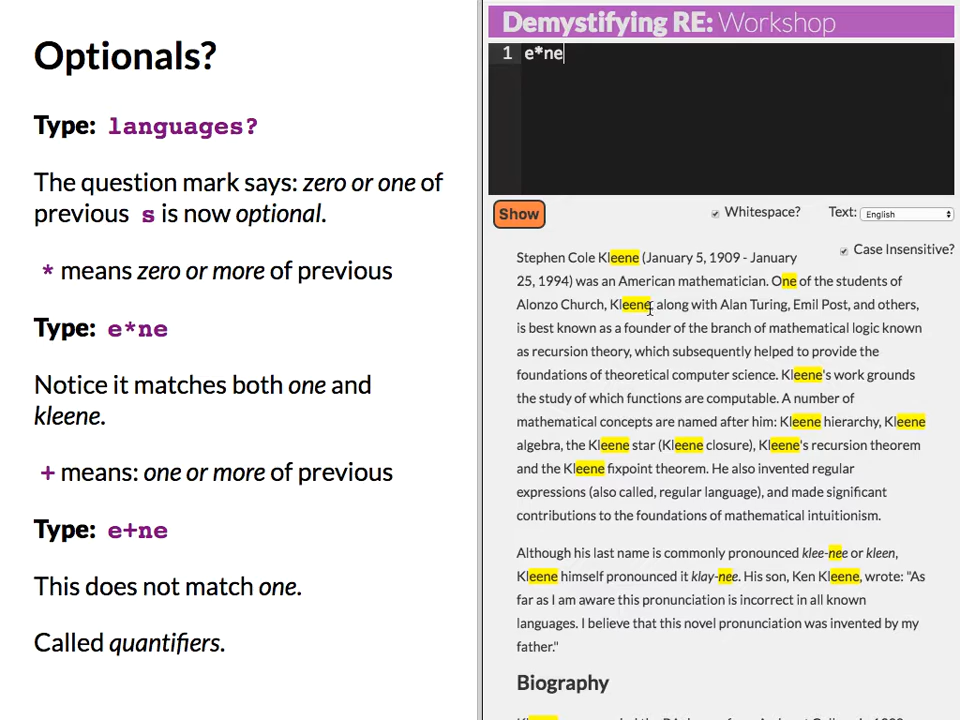 Optionals?
Type: languages?
The question mark says: zero or one of
previous s is now optional.
* means zero or more of previous
Type: e*ne
Notice it matches both one and
kleene.
+ means: one or more of previous
Type: e+ne
This does not match one.
Called quantifiers.
Demystifying RE: Workshop
1 e*ne
Show
Whitespace?
Text: English
Case Insensitive?
Stephen Cole Kleene (January 5, 1909 - January
25, 1994) was an American mathematician. One of the students of
Alonzo Church, Kleene, along with Alan Turing, Emil Post, and others,
is best known as a founder of the branch of mathematical logic known
as recursion theory, which subsequently helped to provide the
foundations of theoretical computer science. Kleene's work grounds
the study of which functions are computable. A number of
mathematical concepts are named after him: Kleene hierarchy, Kleene
algebra, the Kleene star (Kleene closure), Kleene's recursion theorem
and the Kleene fixpoint theorem. He also invented regular
expressions (also called, regular language), and made significant
contributions to the foundations of mathematical intuitionism.
Although his last name is commonly pronounced klee-nee or kleen,
Kleene himself pronounced it klay-nee. His son, Ken Kleene, wrote: "As
far as I am aware this pronunciation is incorrect in all known
languages. I believe that this novel pronunciation was invented by my
father."
Biography